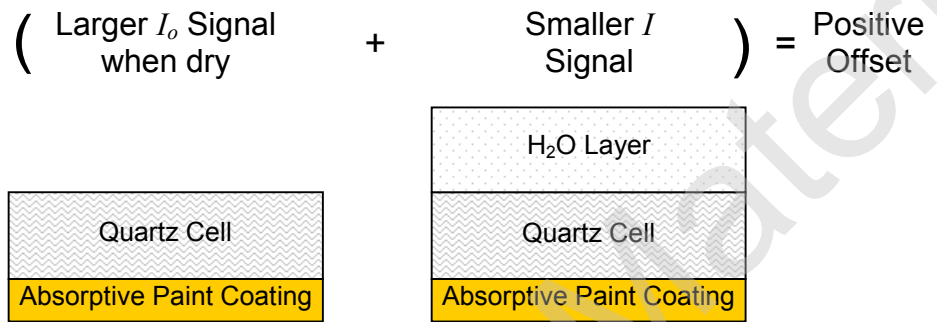 ( Larger Iₒ Signal when dry + Smaller I Signal ) = Positive Offset
H₂O Layer
Quartz Cell Quartz Cell
Absorptive Paint Coating Absorptive Paint Coating
Mater